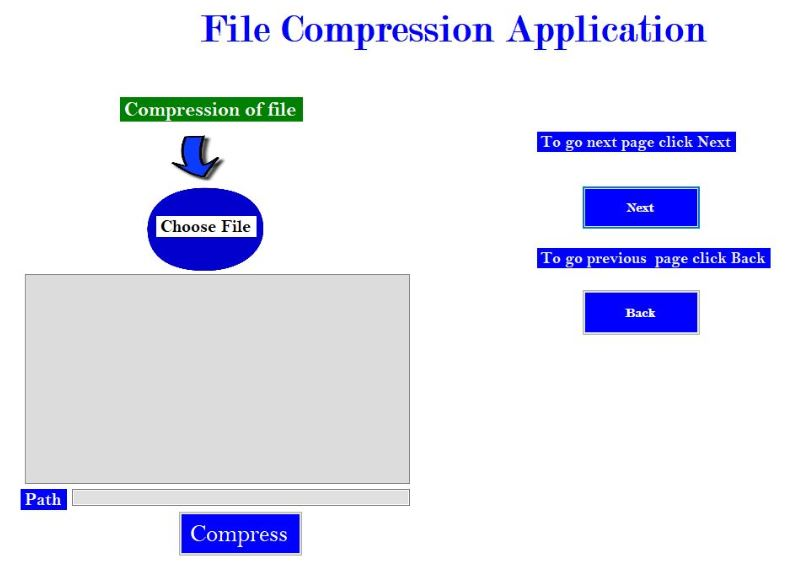 File Compression Application
Compression of file
To go next page click Next
Choose File
Next
To go previous  page click Back
Back
Path
Compress